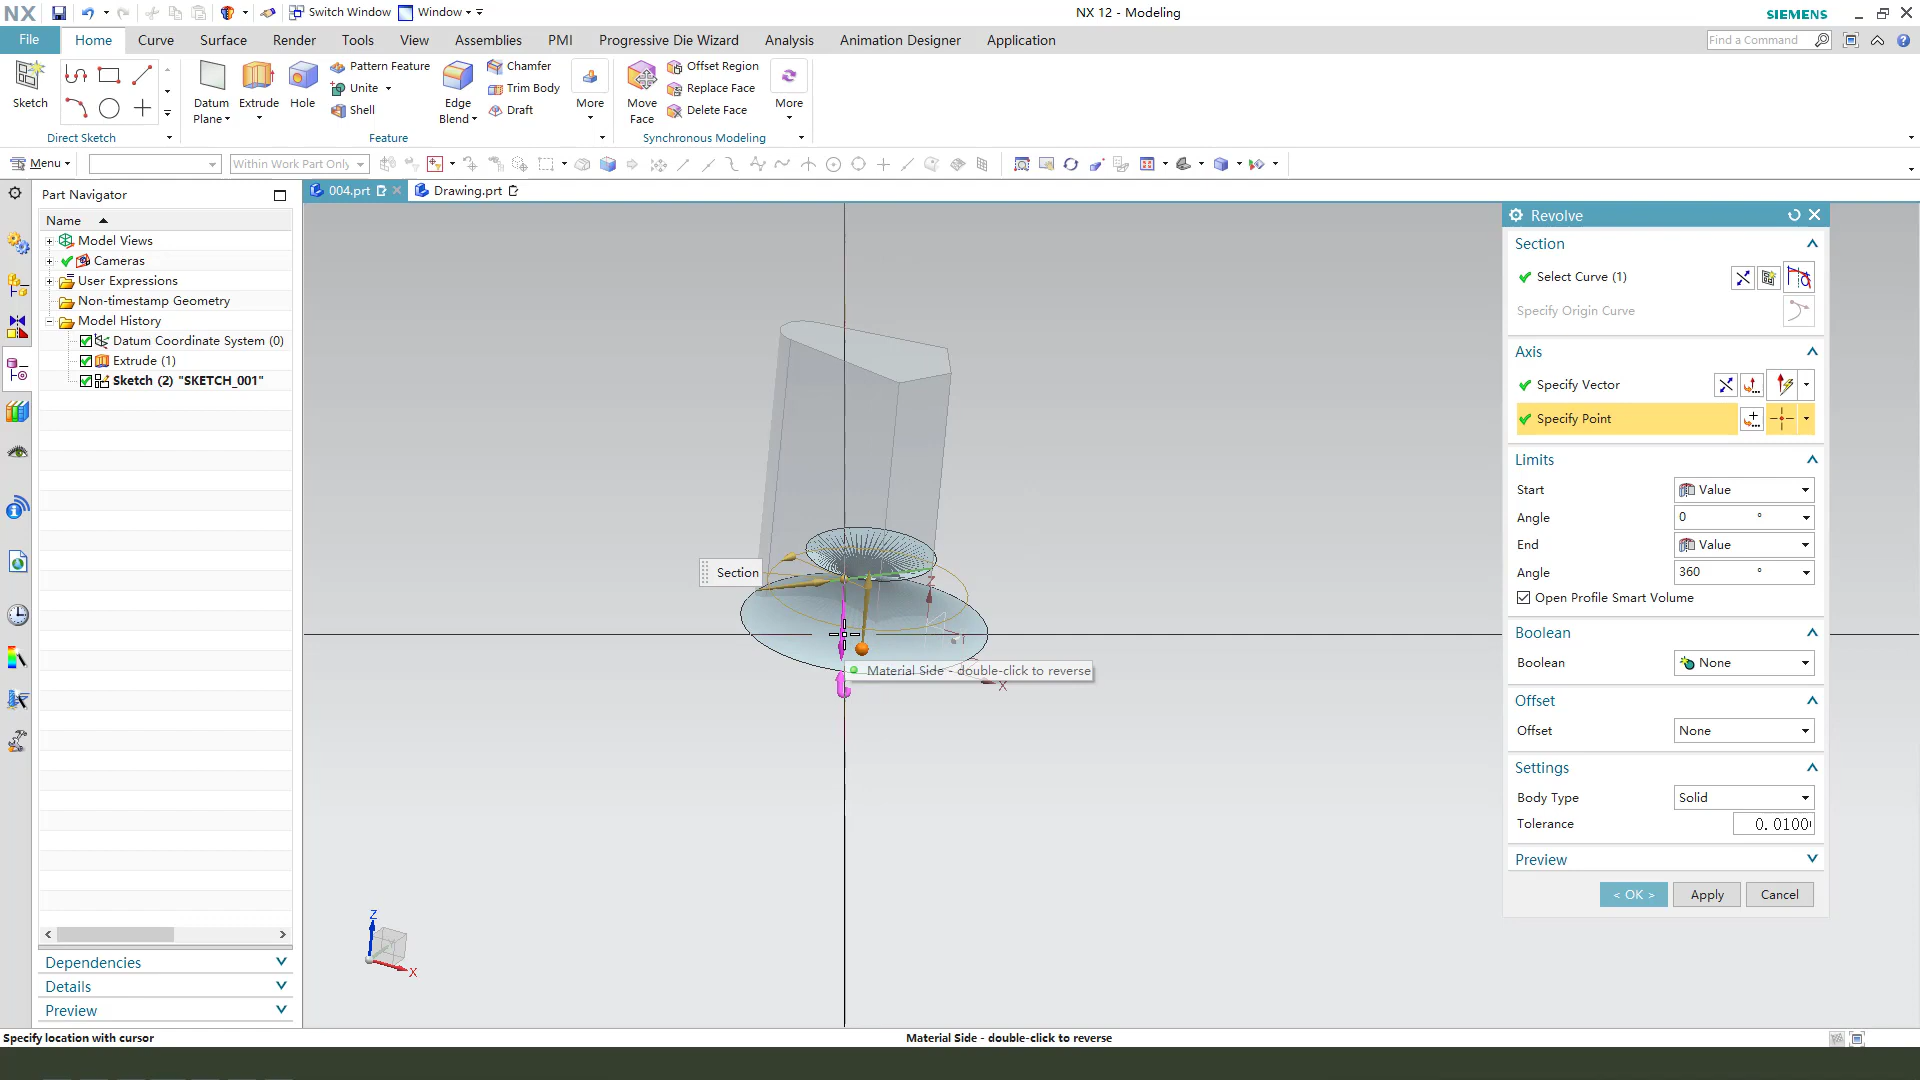 NX
Switch Window
Window
NX 12 - Modeling
SIEMENS
File
Home
Curve
Surface
Render
Tools
View
Assemblies
PMI
Progressive Die Wizard
Analysis
Animation Designer
Application
Find a Command
Sketch
Direct Sketch
Datum
Plane
Extrude
Hole
Pattern Feature
Unite
Shell
Edge
Blend
Chamfer
Trim Body
Draft
More
Feature
Move
Face
Offset Region
Replace Face
Delete Face
More
Synchronous Modeling
Menu
Within Work Part Only
Part Navigator
004.prt
Drawing.prt
Name
Model Views
Cameras
User Expressions
Non-timestamp Geometry
Model History
Datum Coordinate System (0)
Extrude (1)
Sketch (2) "SKETCH_001"
Dependencies
Details
Preview
Section
Z
X
Material Side - double-click to reverse
Z
X
Revolve
Section
Select Curve (1)
Specify Origin Curve
Axis
Specify Vector
Specify Point
Limits
Start
Value
Angle
0
°
End
Value
Angle
360
°
Open Profile Smart Volume
Boolean
Boolean
None
Offset
Offset
None
Settings
Body Type
Solid
Tolerance
0.0100
Preview
< OK >
Apply
Cancel
Specify location with cursor
Material Side - double-click to reverse